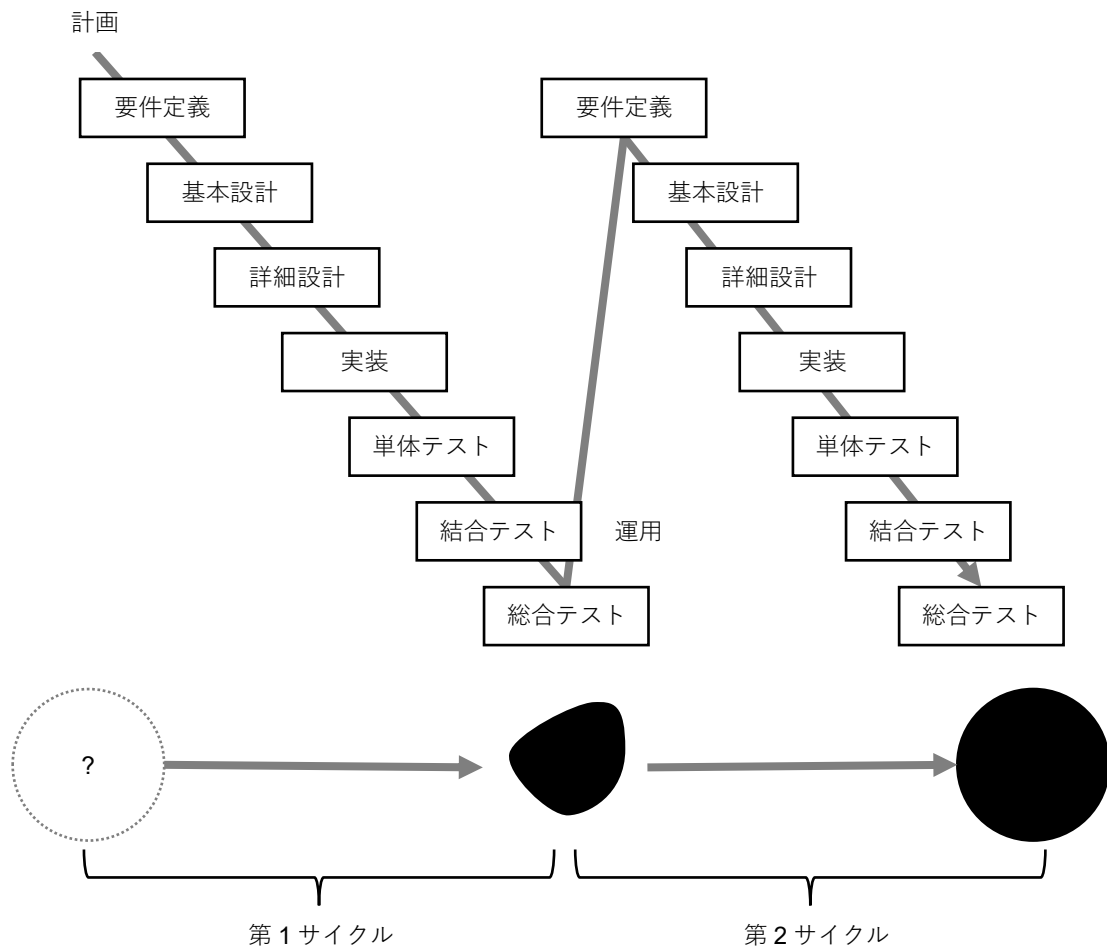 計画
要件定義
基本設計
詳細設計
実装
単体テスト
結合テスト
総合テスト
運用
要件定義
基本設計
詳細設計
実装
単体テスト
結合テスト
総合テスト
?
第 1 サイクル
第 2 サイクル